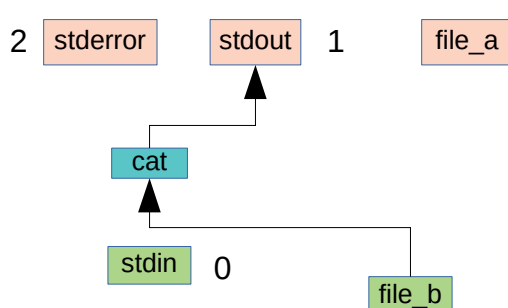 2 stderror stdout 1 file_a
cat
stdin 0
file_b